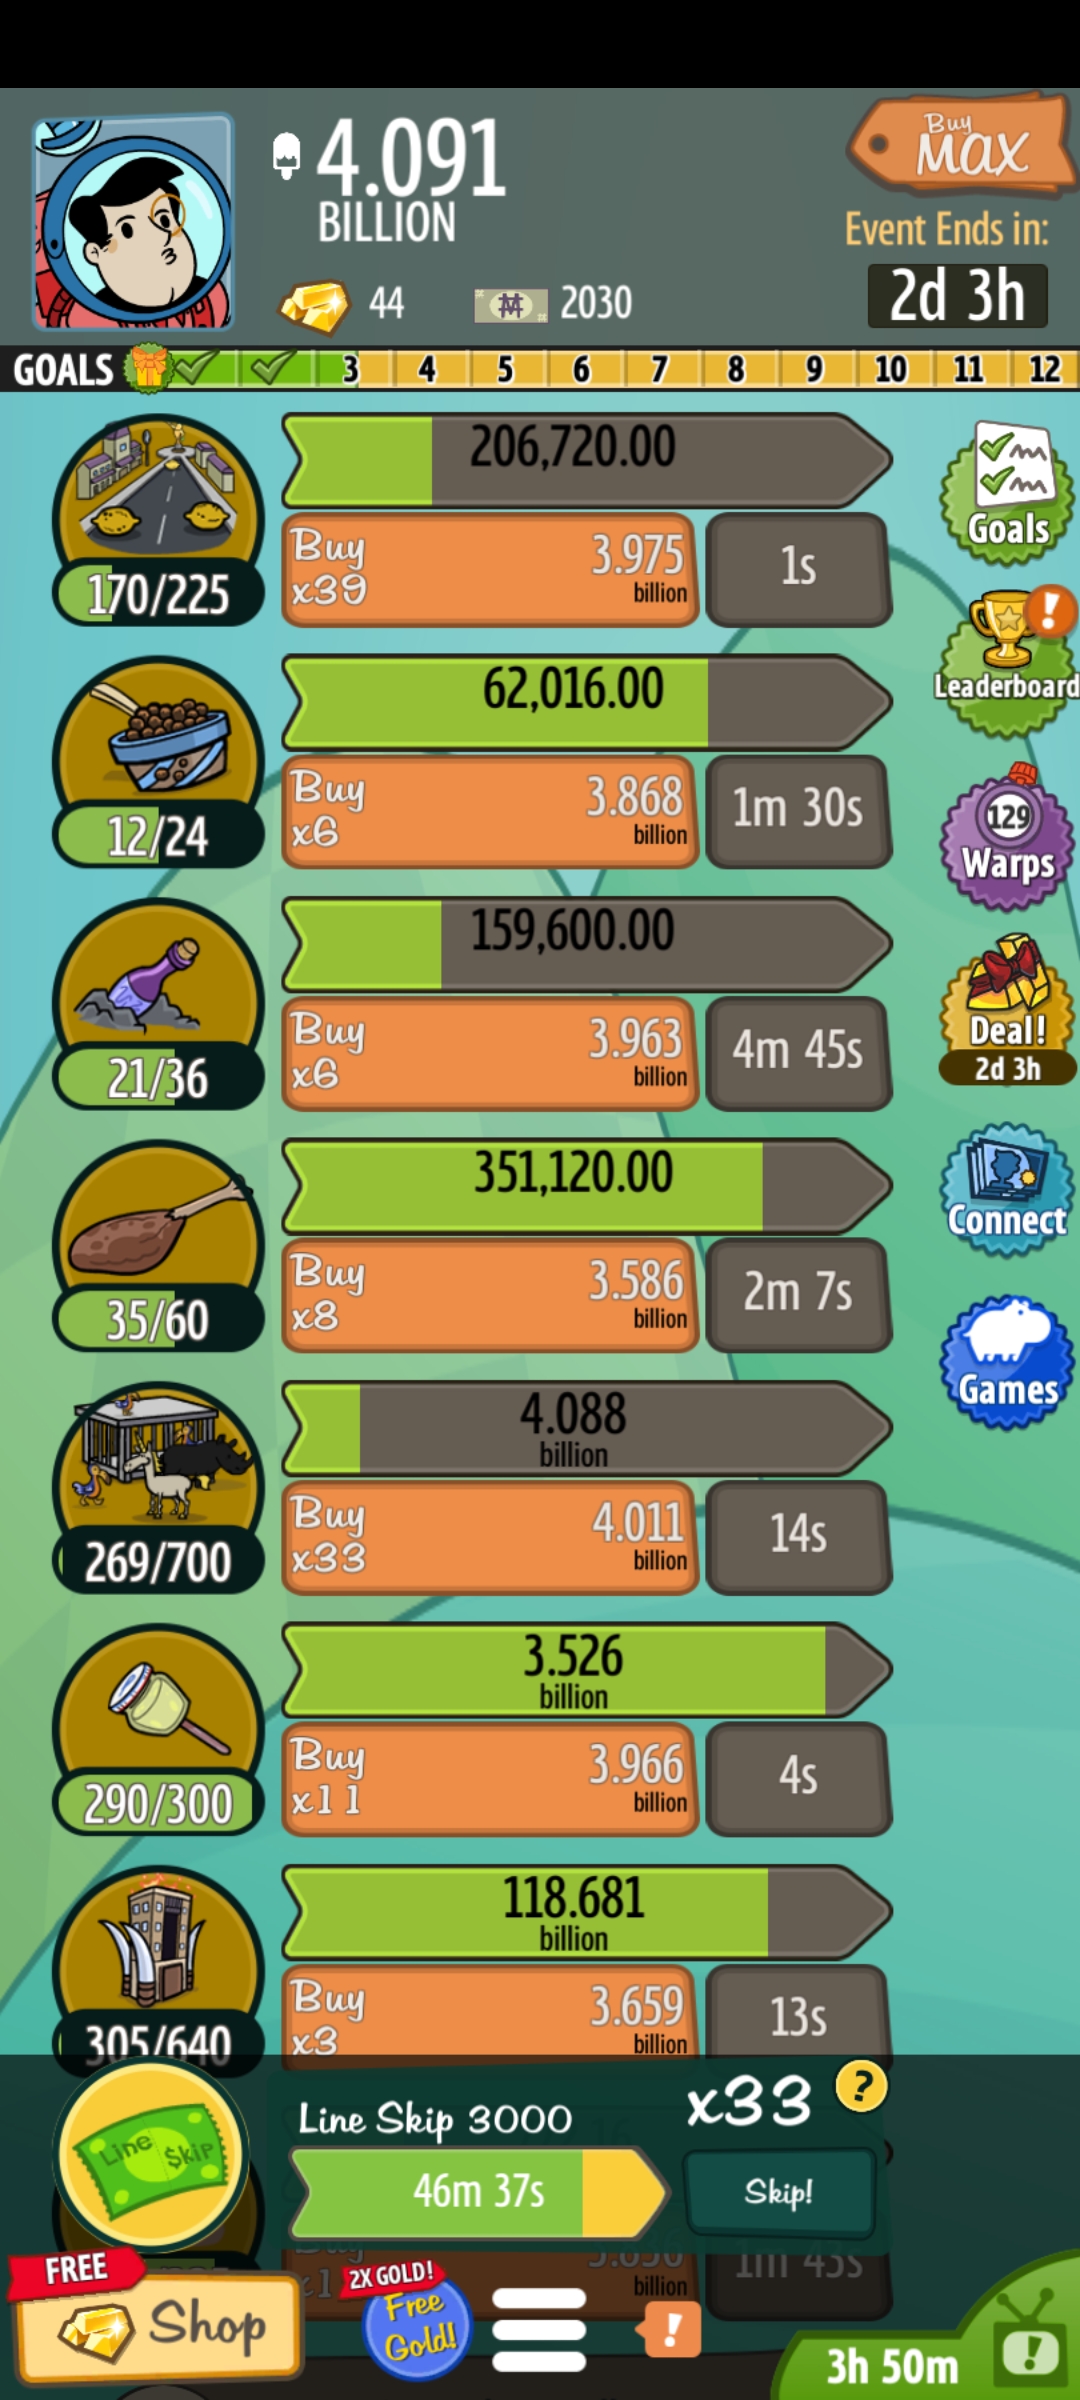 4.091
BILLION
Buy
MAX
Event Ends in:
2d 3h
44
2030
GOALS
3 4 5 6 7 8 9 10 11 12
206,720.00
Buy
x39
3.975
billion
1s
170/225
Goals
62,016.00
Buy
x6
3.868
billion
1m 30s
12/24
Leaderboard
159,600.00
Buy
x6
3.963
billion
4m 45s
21/36
129
Warps
351,120.00
Buy
x8
3.586
billion
2m 7s
35/60
Deal!
2d 3h
4.088
billion
Buy
x33
4.011
billion
14s
269/700
Connect
3.526
billion
Buy
x11
3.966
billion
4s
290/300
Games
118.681
billion
Buy
x3
3.659
billion
13s
305/640
Line Skip
Line Skip 3000
x33
?
46m 37s
Skip!
Buy
billion
1m 43s
FREE
Shop
2X GOLD!
Free
Gold!
!
3h 50m
!